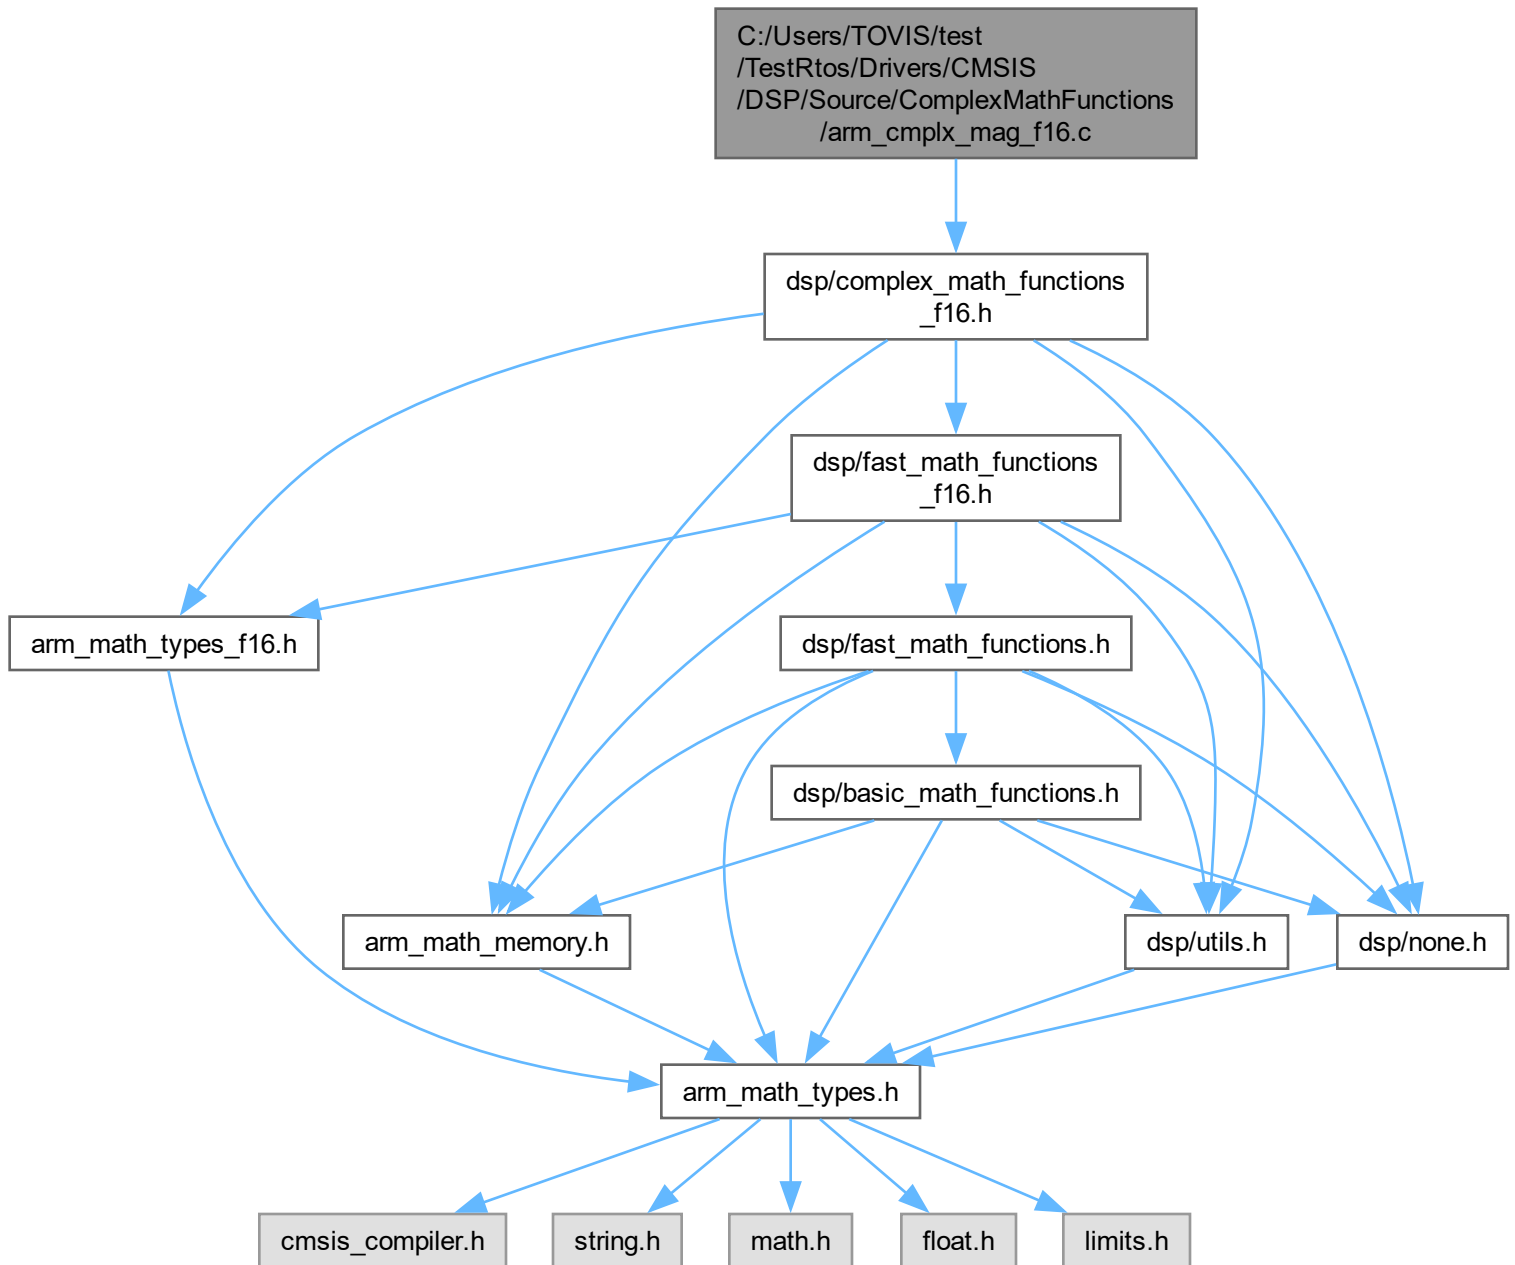 C:/Users/TOVIS/test
/TestRtos/Drivers/CMSIS
/DSP/Source/ComplexMathFunctions
/arm_cmplx_mag_f16.c
dsp/complex_math_functions
_f16.h
dsp/fast_math_functions
_f16.h
arm_math_types_f16.h
dsp/fast_math_functions.h
dsp/basic_math_functions.h
arm_math_memory.h
dsp/utils.h
dsp/none.h
arm_math_types.h
cmsis_compiler.h
string.h
math.h
float.h
limits.h